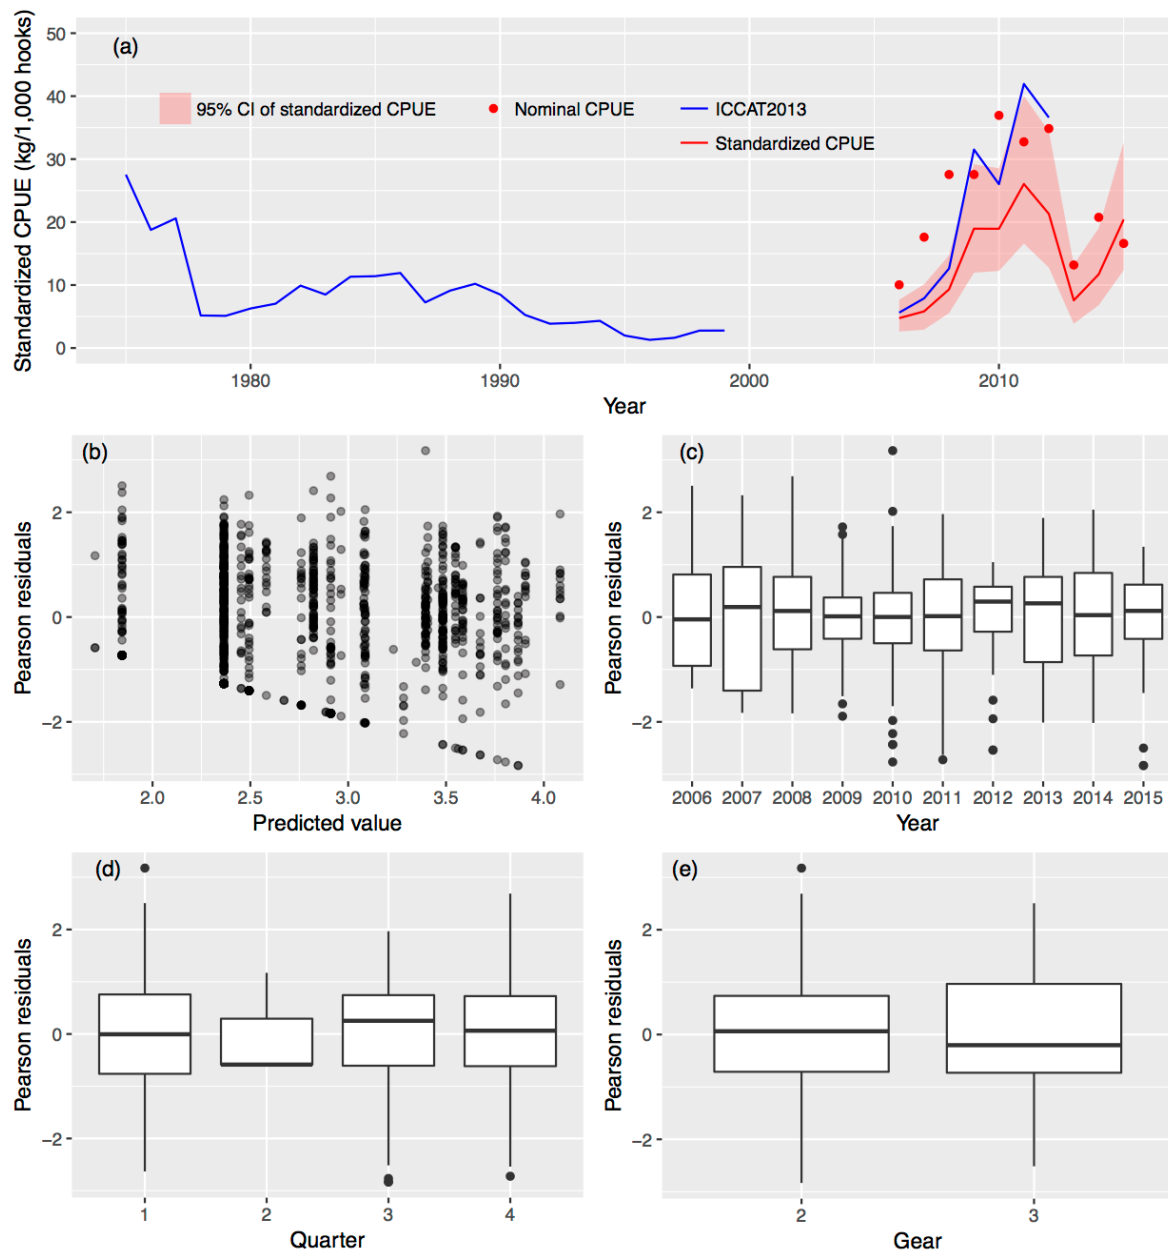 (a)
Standardized CPUE (kg/1,000 hooks)
50
40
30
20
10
0
95% CI of standardized CPUE
Nominal CPUE
ICCAT2013
Standardized CPUE
1980 1990 2000 2010
Year
(b)
Pearson residuals
2
0
−2
2.0 2.5 3.0 3.5 4.0
Predicted value
(c)
Pearson residuals
2
0
−2
2006 2007 2008 2009 2010 2011 2012 2013 2014 2015
Year
(d)
Pearson residuals
2
0
−2
1 2 3 4
Quarter
(e)
Pearson residuals
2
0
−2
2 3
Gear